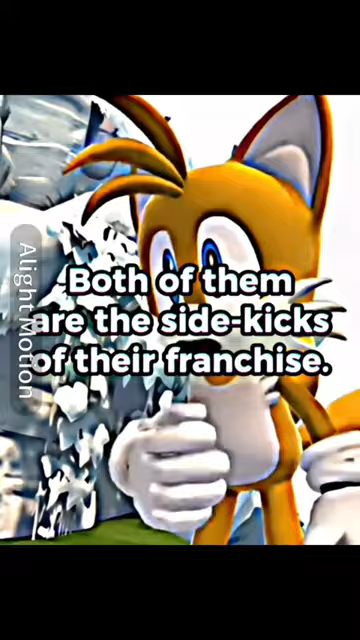 Both of them
are the side-kicks
of their franchise.
Alight Motion